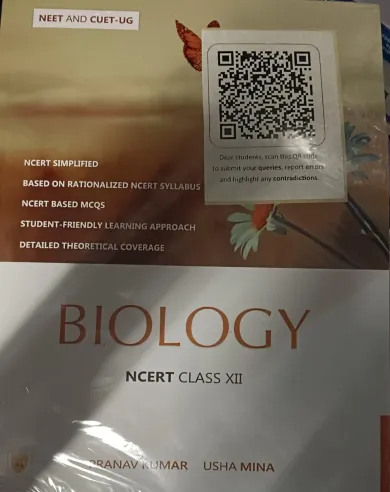 NEET AND CUET-UG
Dear students, scan this QR code
to submit your queries, report errors
and highlight any contradictions.
NCERT SIMPLIFIED
BASED ON RATIONALIZED NCERT SYLLABUS
NCERT BASED MCQS
STUDENT-FRIENDLY LEARNING APPROACH
DETAILED THEORETICAL COVERAGE
BIOLOGY
NCERT CLASS XII
PRANAV KUMAR USHA MINA